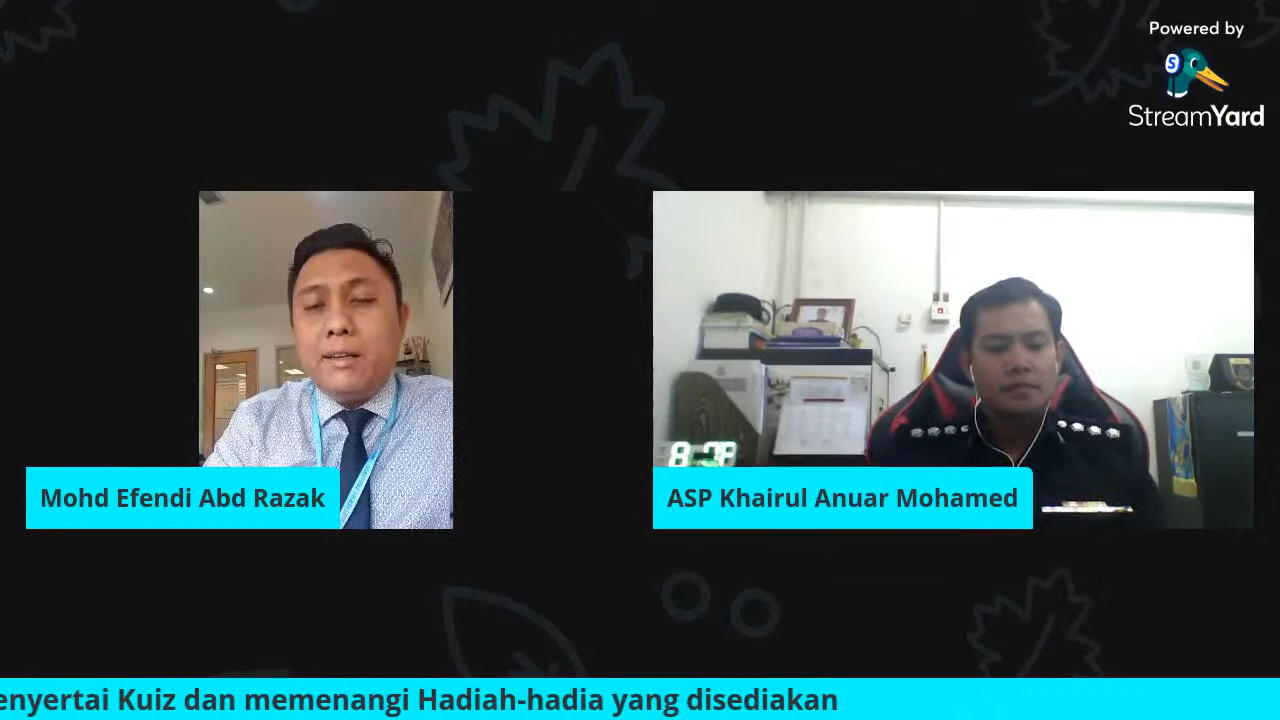 Powered by
StreamYard
Mohd Efendi Abd Razak
ASP Khairul Anuar Mohamed
enyertai Kuiz dan memenangi Hadiah-hadia yang disediakan